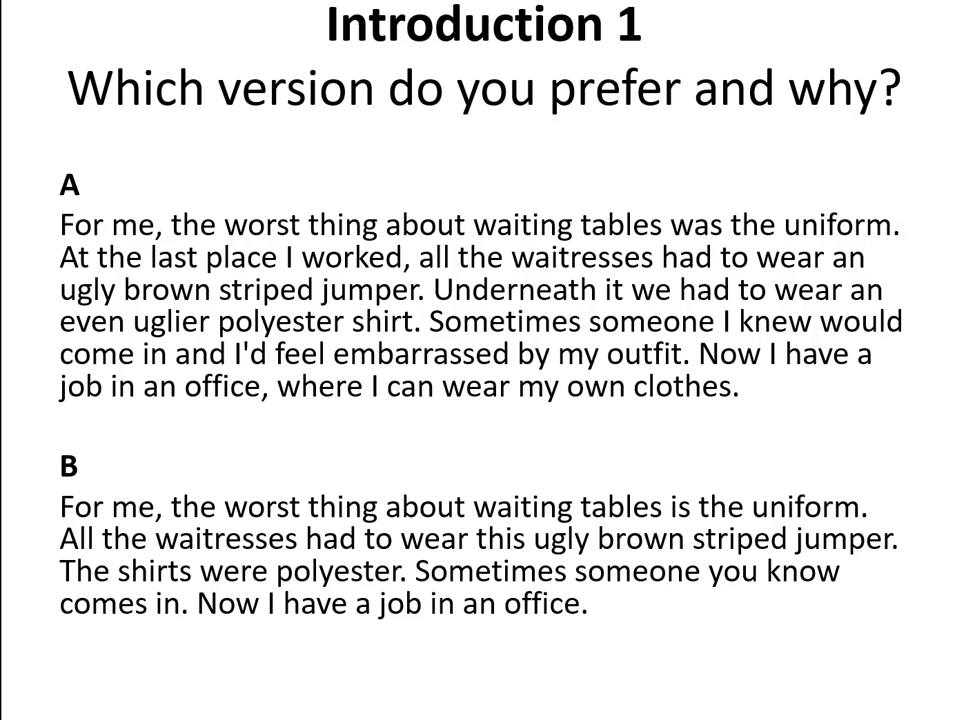 Introduction 1
Which version do you prefer and why?
A
For me, the worst thing about waiting tables was the uniform.
At the last place I worked, all the waitresses had to wear an
ugly brown striped jumper. Underneath it we had to wear an
even uglier polyester shirt. Sometimes someone I knew would
come in and I'd feel embarrassed by my outfit. Now I have a
job in an office, where I can wear my own clothes.
B
For me, the worst thing about waiting tables is the uniform.
All the waitresses had to wear this ugly brown striped jumper.
The shirts were polyester. Sometimes someone you know
comes in. Now I have a job in an office.